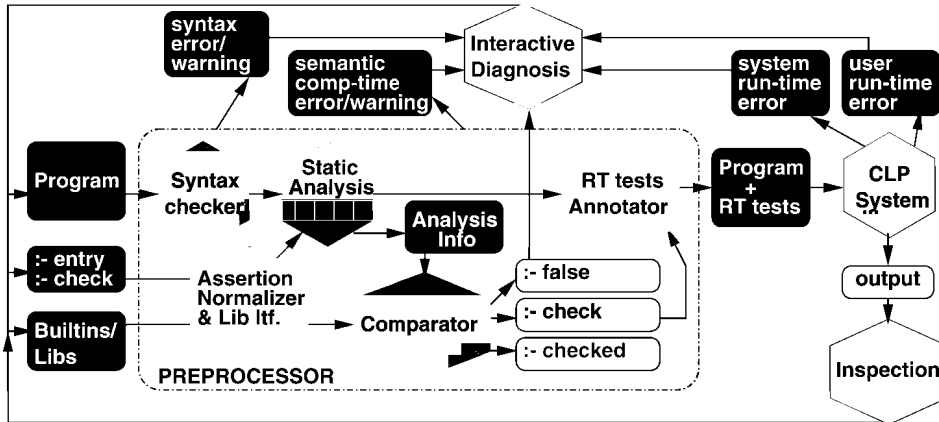 syntax
error/
warning
semantic
comp-time
error/warning
Interactive
Diagnosis
system
run-time
error
user
run-time
error
Program
Syntax
checker
Static
Analysis
RT tests
Annotator
Program
+
RT tests
CLP
System
...
Analysis
Info
:- entry
:- check
Assertion
Normalizer
& Lib Itf.
:- false
output
Builtins/
Libs
Comparator
:- check
:- checked
PREPROCESSOR
Inspection